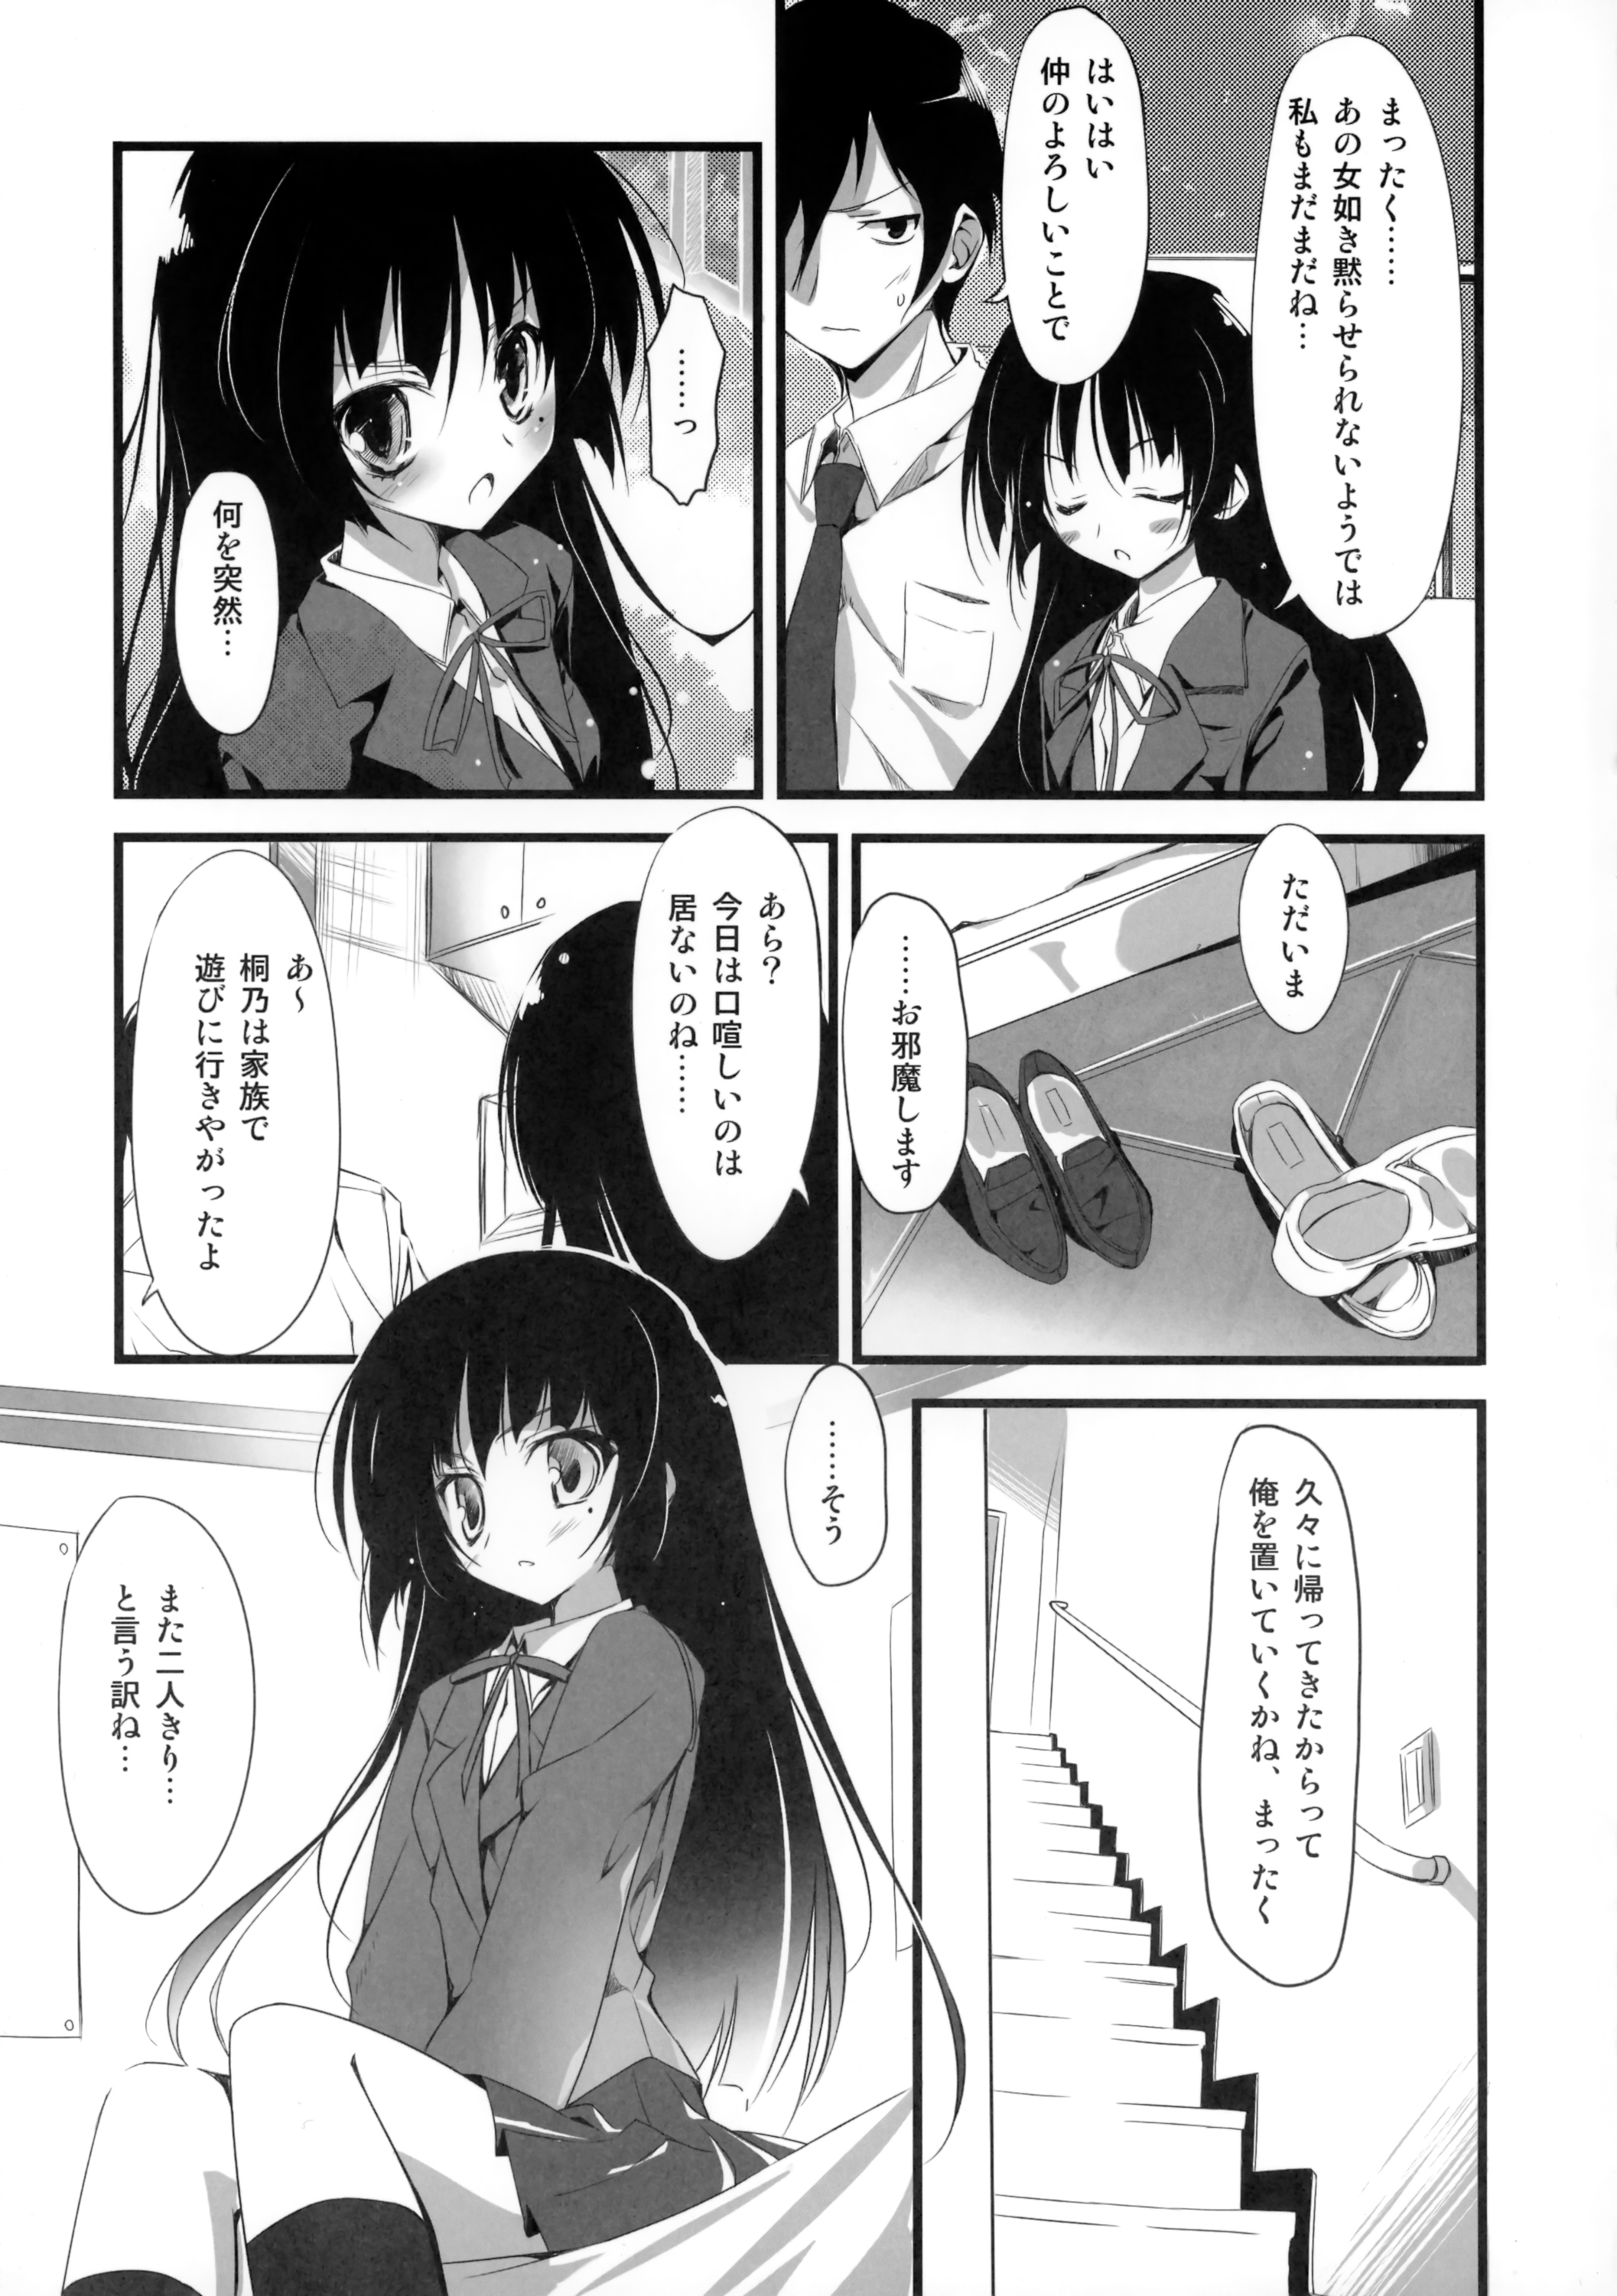 まったく……
あの女如き黙らせられないようでは
私もまだまだね…
はいはい
仲のよろしいことで
……っ
何を突然…
ただいま
……お邪魔します
あら？
今日は口喧しいのは
居ないのね……
あ～
桐乃は家族で
遊びに行きやがったよ
久々に帰ってきたからって
俺を置いていくかね、まったく
……そう
また二人きり…
と言う訳ね…